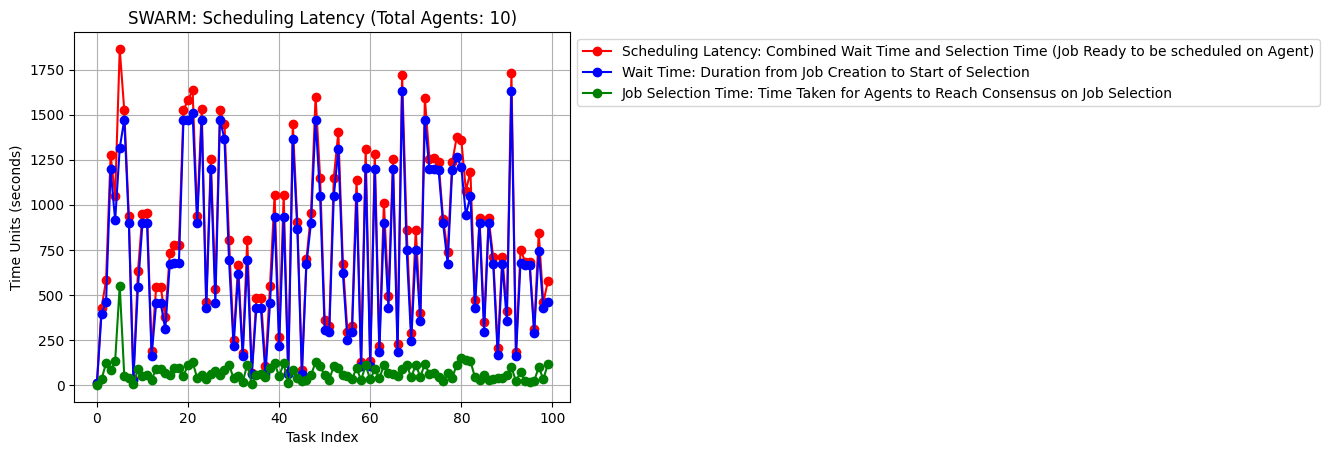 SWARM: Scheduling Latency (Total Agents: 10)
Scheduling Latency: Combined Wait Time and Selection Time (Job Ready to be scheduled on Agent)
Wait Time: Duration from Job Creation to Start of Selection
Job Selection Time: Time Taken for Agents to Reach Consensus on Job Selection
Time Units (seconds)
1750
1500
1250
1000
750
500
250
0
0 20 40 60 80 100
Task Index